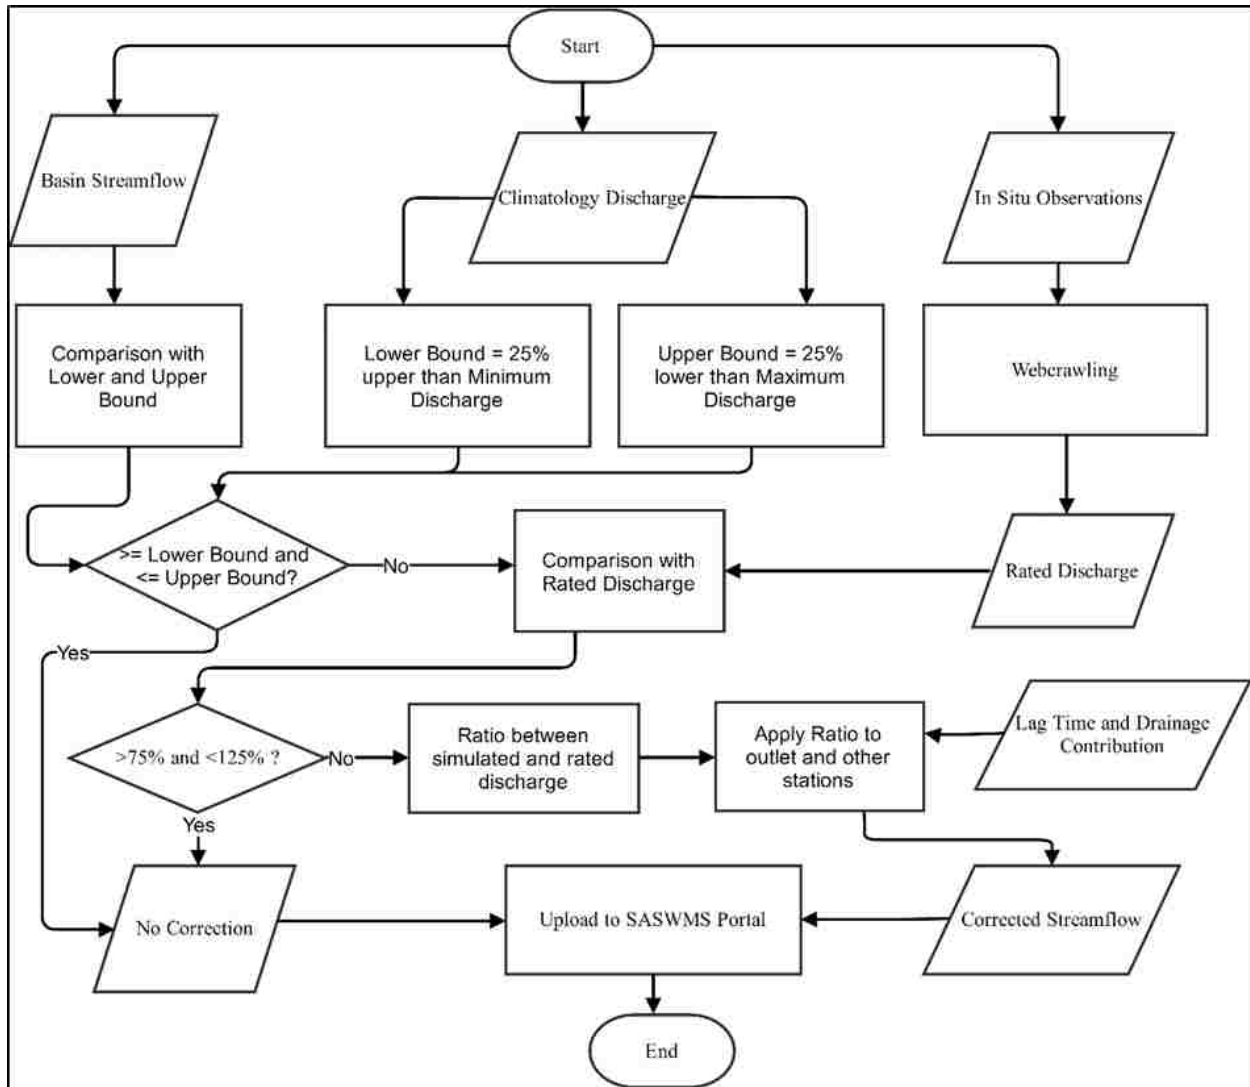 Start
Basin Streamflow
Climatology Discharge
In Situ Observations
Comparison with
Lower and Upper
Bound
Lower Bound = 25%
upper than Minimum
Discharge
Upper Bound = 25%
lower than Maximum
Discharge
Webcrawling
>= Lower Bound and
<= Upper Bound?
No
Comparison with
Rated Discharge
Rated Discharge
Yes
>75% and <125% ?
No
Ratio between
simulated and rated
discharge
Apply Ratio to
outlet and other
stations
Lag Time and Drainage
Contribution
Yes
No Correction
Upload to SASWMS Portal
Corrected Streamflow
End